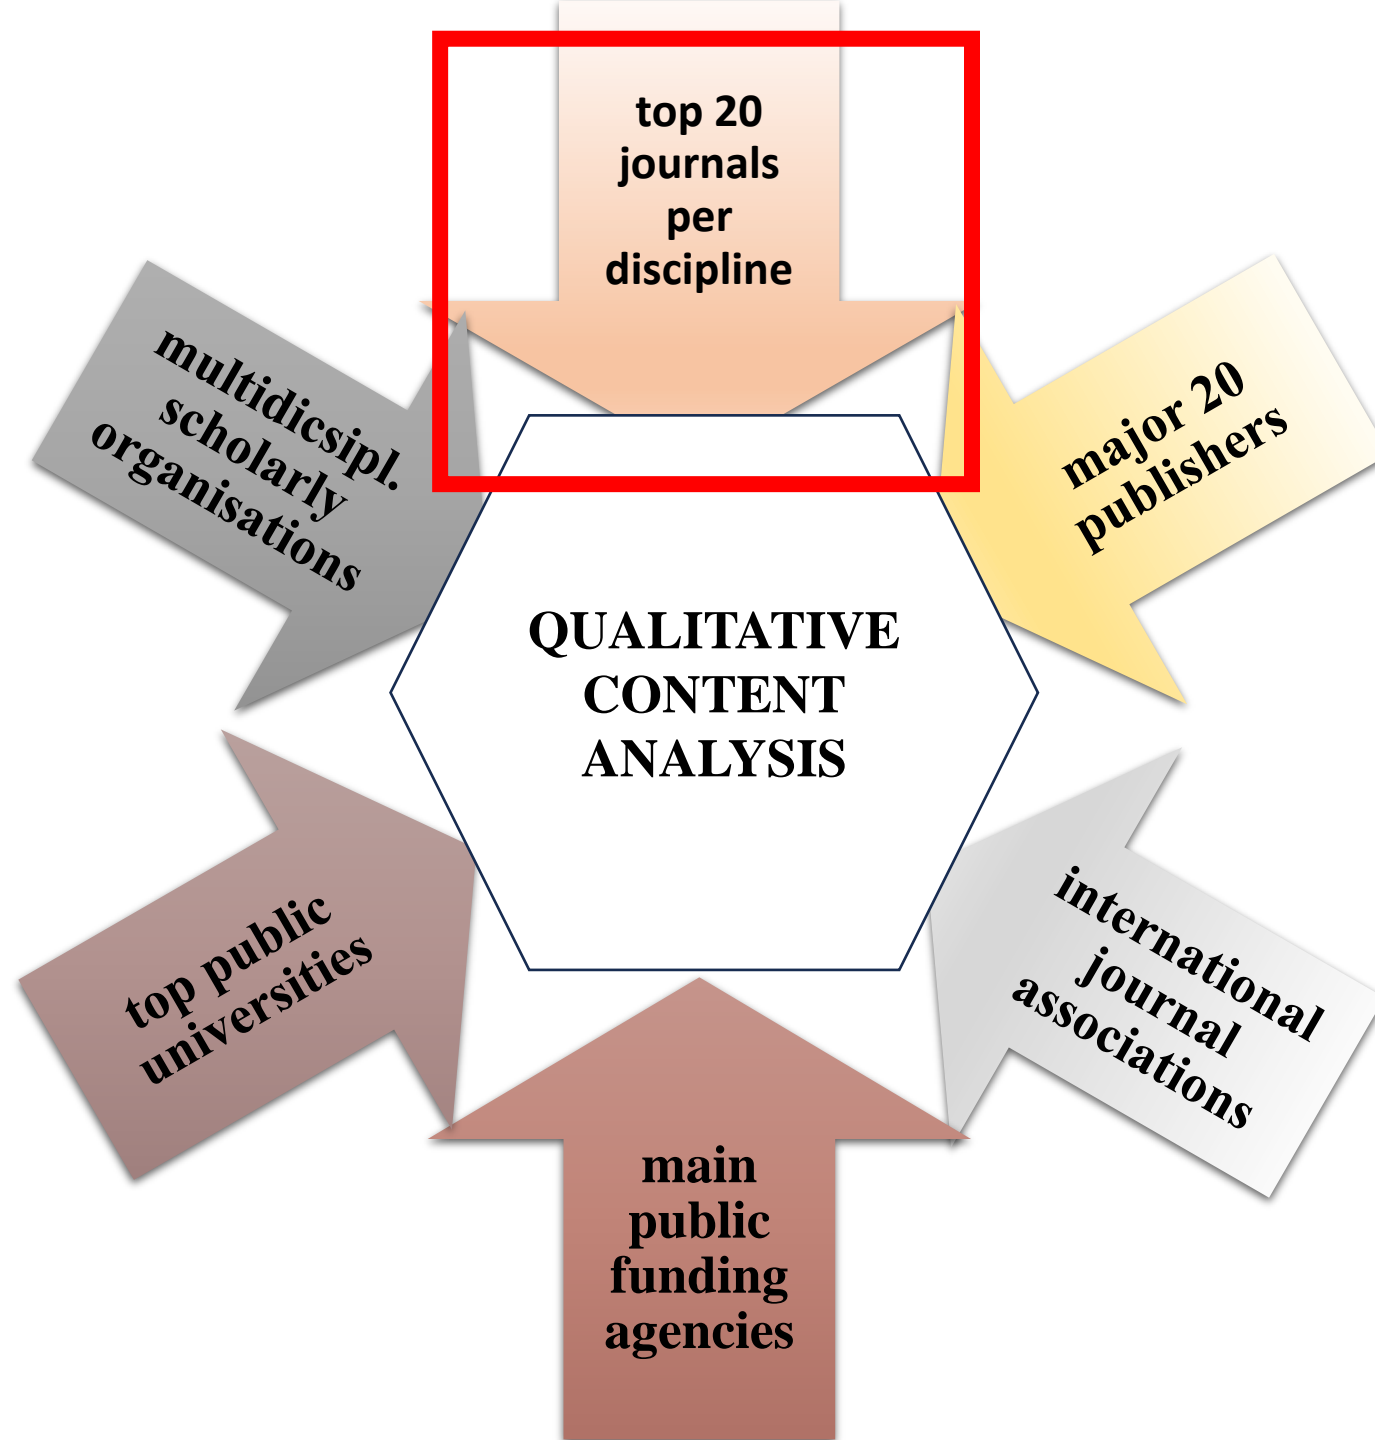 top 20
journals
per
discipline
major 20
publishers
international
journal
associations
main
public
funding
agencies
top public
universities
multidicsipl.
scholarly
organisations
QUALITATIVE
CONTENT
ANALYSIS